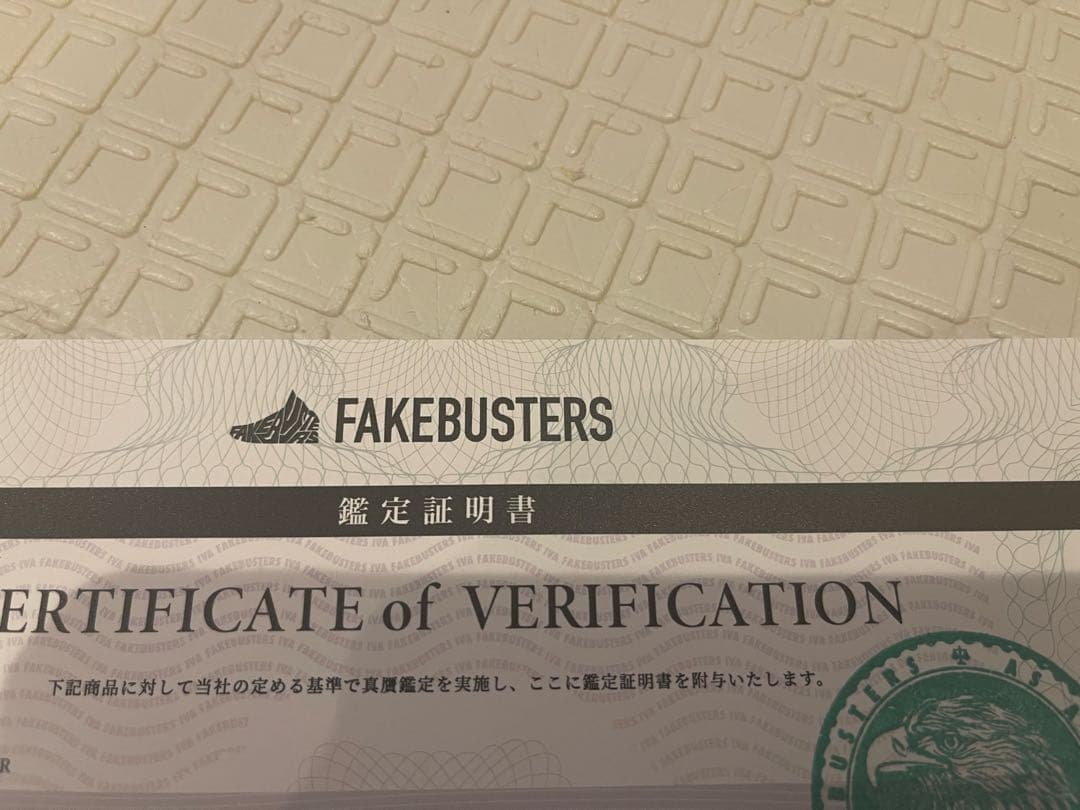 FAKEBUSTERS
鑑定証明書
ERTIFICATE of VERIFICATION
下記商品に対して当社の定める基準で真贋鑑定を実施し、ここに鑑定証明書を附与いたします。
BUSTERS AS A
R